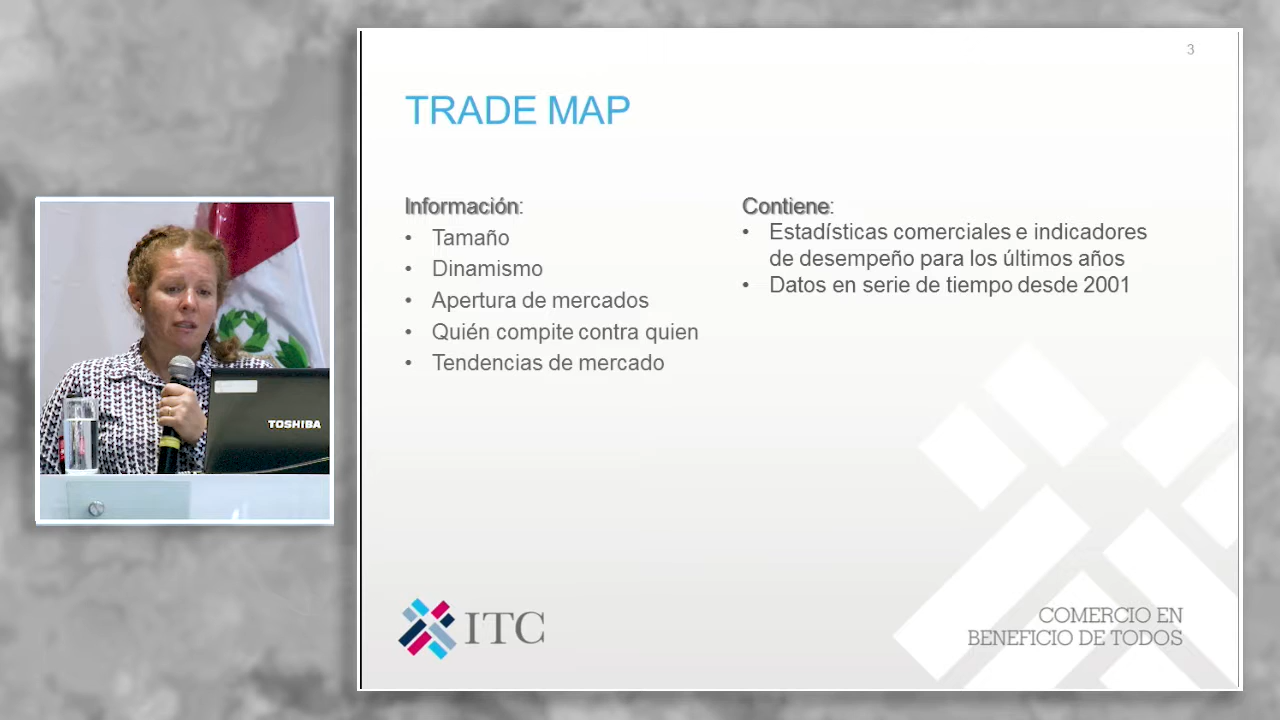 3
TRADE MAP
Información:
• Tamaño
• Dinamismo
• Apertura de mercados
• Quién compite contra quien
• Tendencias de mercado
Contiene:
• Estadísticas comerciales e indicadores
de desempeño para los últimos años
• Datos en serie de tiempo desde 2001
TOSHIBA
ITC
COMERCIO EN
BENEFICIO DE TODOS